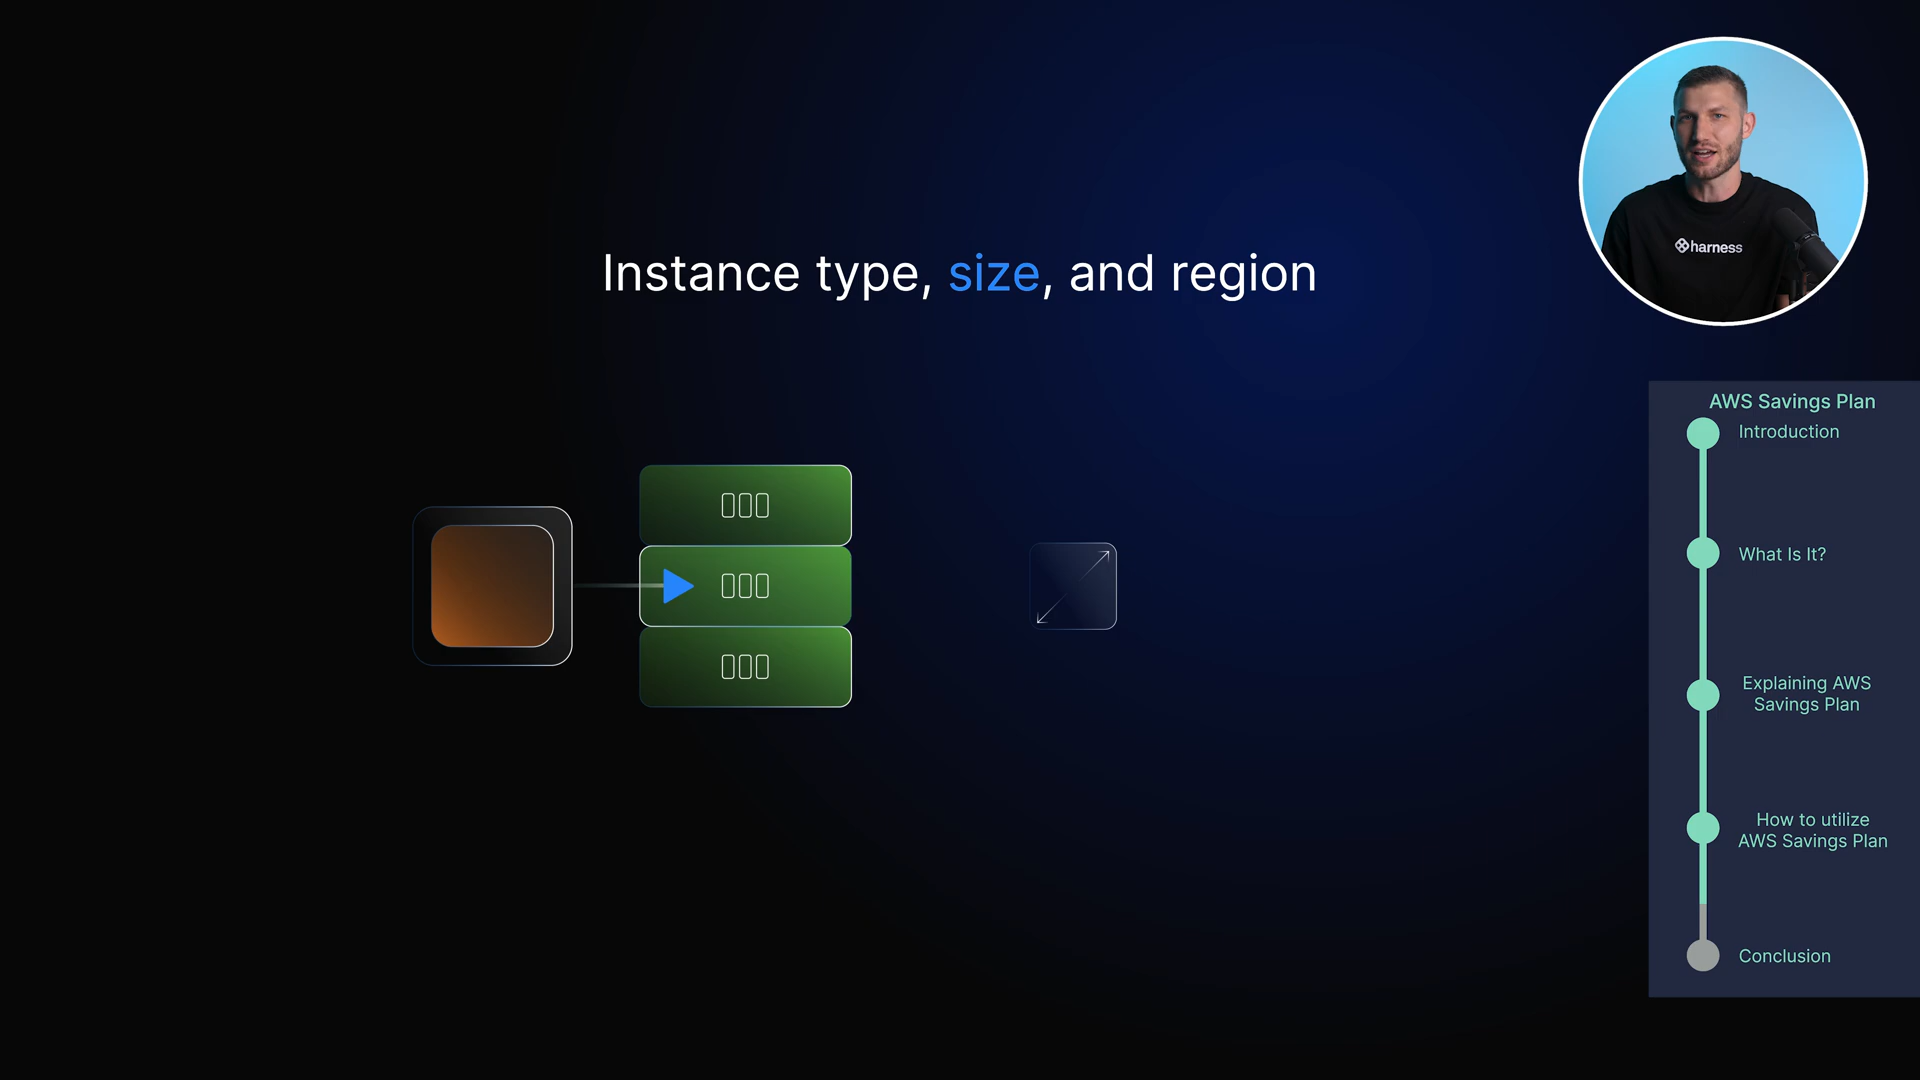 Instance type, size, and region
harness
AWS Savings Plan
Introduction
What Is It?
Explaining AWS
Savings Plan
How to utilize
AWS Savings Plan
Conclusion